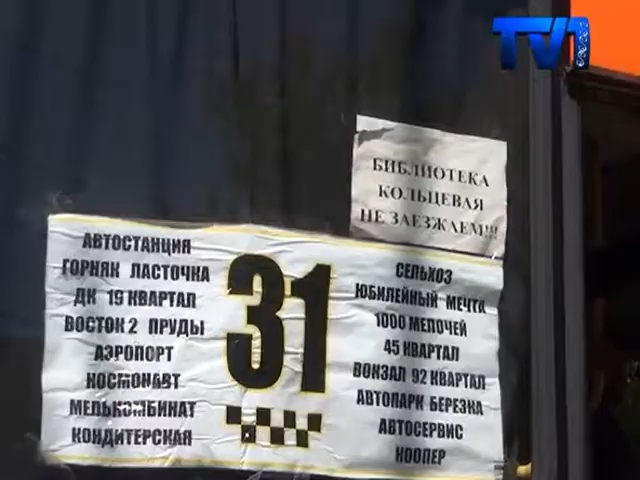 TV1
БИБЛИОТЕКА
КОЛЬЦЕВАЯ
НЕ ЗАЕЗЖАЕМ!!!
АВТОСТАНЦИЯ
ГОРНЯК ЛАСТОЧКА
ДК 19 КВАРТАЛ
ВОСТОК 2 ПРУДЫ
АЭРОПОРТ
КОСМОНАВТ
МЕЛЬКОМБИНАТ
КОНДИТЕРСКАЯ
31
СЕЛЬХОЗ
ЮБИЛЕЙНЫЙ МЕЧТА
1000 МЕЛОЧЕЙ
45 КВАРТАЛ
ВОКЗАЛ 92 КВАРТАЛ
АВТОПАРК БЕРЕЗКА
АВТОСЕРВИС
КООПЕР